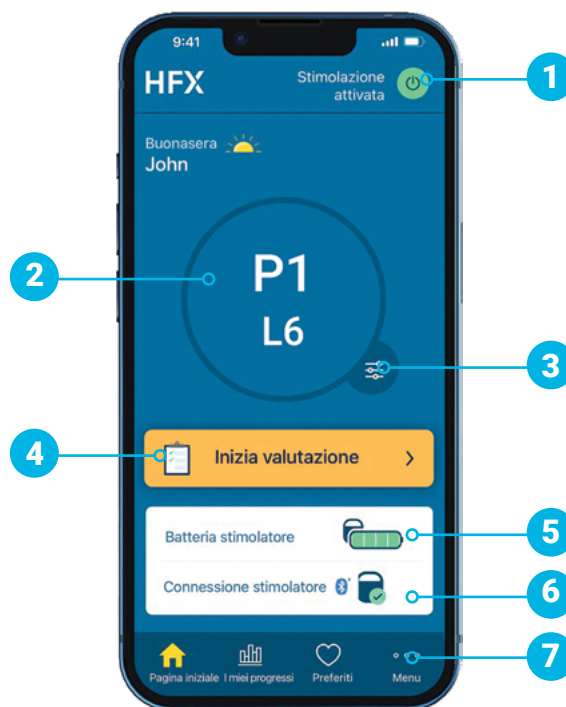 9:41
HFX
Stimolazione
attivata
1
Buonasera
John
2
P1
L6
3
4
Inizia valutazione
Batteria stimolatore
5
Connessione stimolatore
6
7
Pagina iniziale
I miei progressi
Preferiti
Menu